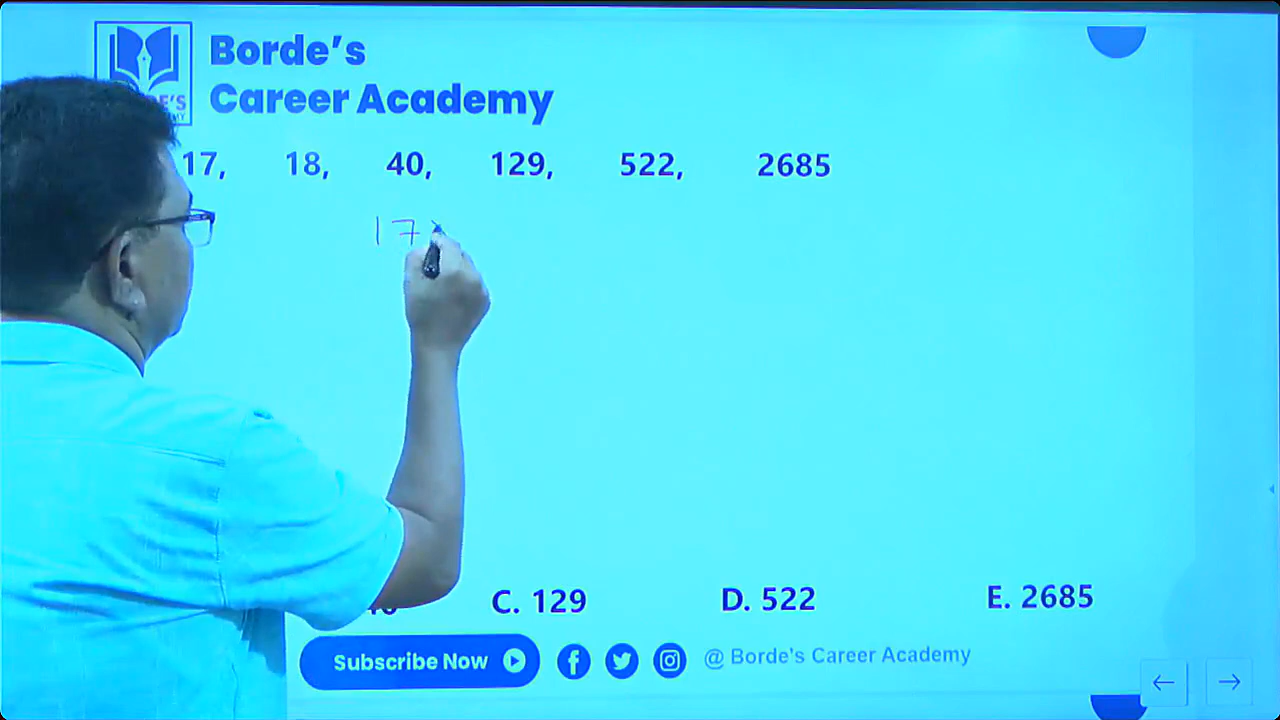 Borde's
Career Academy
17, 18, 40, 129, 522, 2685
17
C. 129 D. 522 E. 2685
Subscribe Now
@ Borde's Career Academy